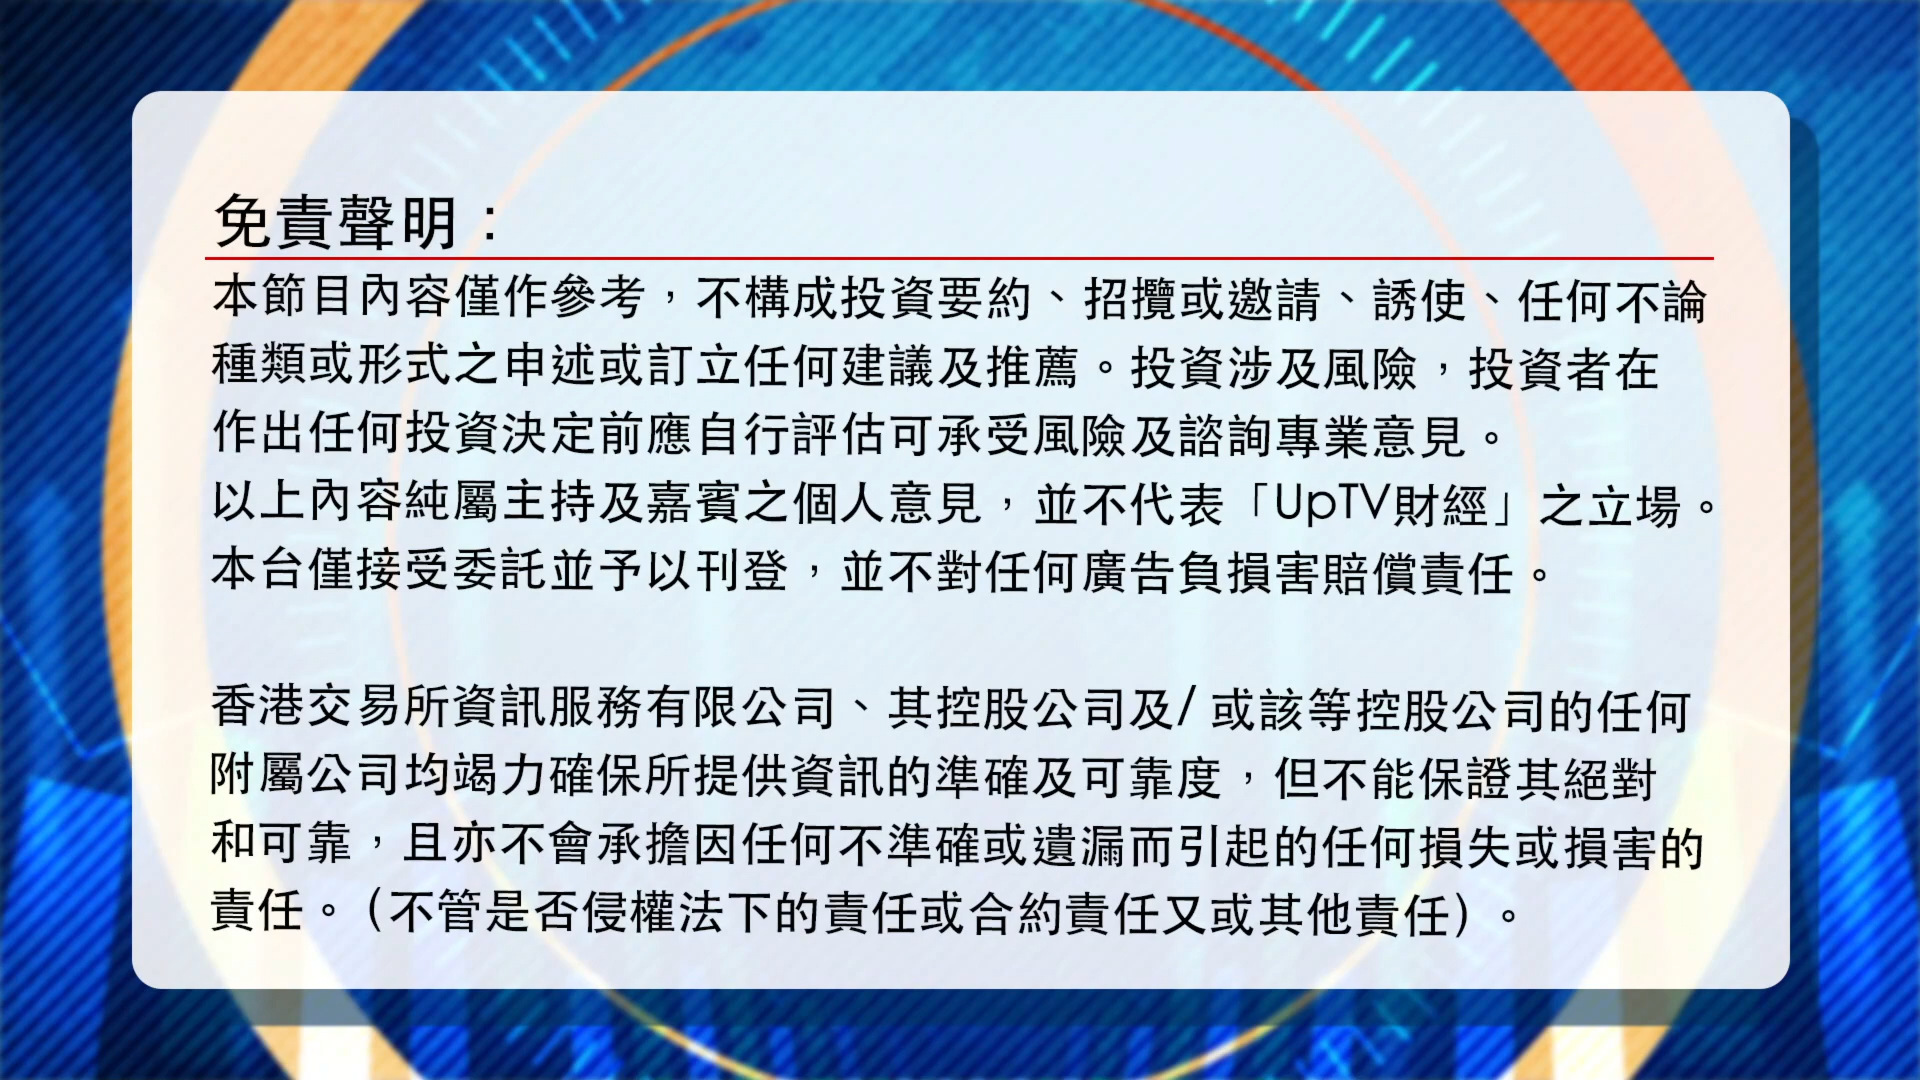 免責聲明：
本節目內容僅作參考，不構成投資要約、招攬或邀請、誘使、任何不論
種類或形式之申述或訂立任何建議及推薦。投資涉及風險，投資者在
作出任何投資決定前應自行評估可承受風險及諮詢專業意見。
以上內容純屬主持及嘉賓之個人意見，並不代表「UpTV財經」之立場。
本台僅接受委託並予以刊登，並不對任何廣告負損害賠償責任。
香港交易所資訊服務有限公司、其控股公司及/ 或該等控股公司的任何
附屬公司均竭力確保所提供資訊的準確及可靠度，但不能保證其絕對
和可靠，且亦不會承擔因任何不準確或遺漏而引起的任何損失或損害的
責任。（不管是否侵權法下的責任或合約責任又或其他責任）。